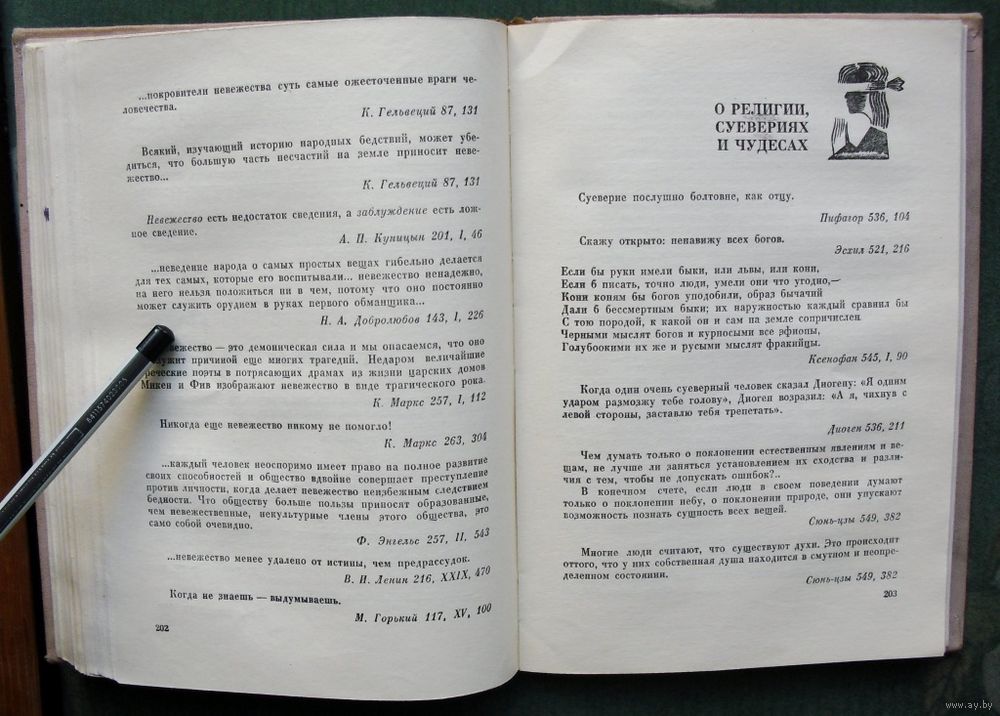 ...покровители невежества суть самые ожесточенные враги че-
ловечества.
К. Гельвеций 87, 131
Всякий, изучающий историю народных бедствий, может убе-
диться, что большую часть несчастий на земле приносит неве-
жество...
К. Гельвеций 87, 131
Невежество есть недостаток сведения, а заблуждение есть лож-
ное сведение.
А. П. Куницын 201, I, 46
...неведение народа о самых простых вещах гибельно делается
для тех самых, которые его воспитывали... невежество ненадежно,
на него нельзя положиться ни в чем, потому что оно постоянно
может служить орудием в руках первого обманщика...
Н. А. Добролюбов 143, I, 226
вежество — это демоническая сила и мы опасаемся, что оно
ужит причиной еще многих трагедий. Недаром величайшие
реческие поэты в потрясающих драмах из жизни царских домов
Микен и Фив изображают невежество в виде трагического рока.
К. Маркс 257, I, 112
Никогда еще невежество никому не помогло!
К. Маркс 263, 304
...каждый человек неоспоримо имеет право на полное развитие
своих способностей и общество вдвойне совершает преступление
против личности, когда делает невежество неизбежным следствием
бедности. Что обществу больше пользы приносят образованные,
чем невежественные, некультурные члены этого общества, это
само собой очевидно.
Ф. Энгельс 257, II, 543
...невежество менее удалено от истины, чем предрассудок.
В. И. Ленин 216, XXIX, 470
Когда не знаешь — выдумываешь.
М. Горький 117, XV, 100
202
8411574023205
О РЕЛИГИИ,
СУЕВЕРИЯХ
И ЧУДЕСАХ
Суеверие послушно болтовне, как отцу.
Пифагор 536, 104
Скажу открыто: ненавижу всех богов.
Эсхил 521, 216
Если бы руки имели быки, или львы, или кони,
Если б писать, точно люди, умели они что угодно,—
Кони коням бы богов уподобили, образ бычачий
Дали б бессмертным быки; их наружностью каждый сравнил бы
С тою породой, к какой он и сам на земле сопричислен.
Черными мыслят богов и курносыми все эфиопы,
Голубоокими их же и русыми мыслят фракийцы.
Ксенофан 545, I, 90
Когда один очень суеверный человек сказал Диогену: «Я одним
ударом размозжу тебе голову», Диоген возразил: «А я, чихнув с
левой стороны, заставлю тебя трепетать».
Диоген 536, 211
Чем думать только о поклонении естественным явлениям и ве-
щам, не лучше ли заняться установлением их сходства и разли-
чия с тем, чтобы не допускать ошибок?..
В конечном счете, если люди в своем поведении думают
только о поклонении небу, о поклонении природе, они упускают
возможность познать сущность всех вещей.
Сюнь-цзы 549, 382
Многие люди считают, что существуют духи. Это происходит
оттого, что у них собственная душа находится в смутном и неопре-
деленном состоянии.
Сюнь-цзы 549, 382
203
www.ay.by